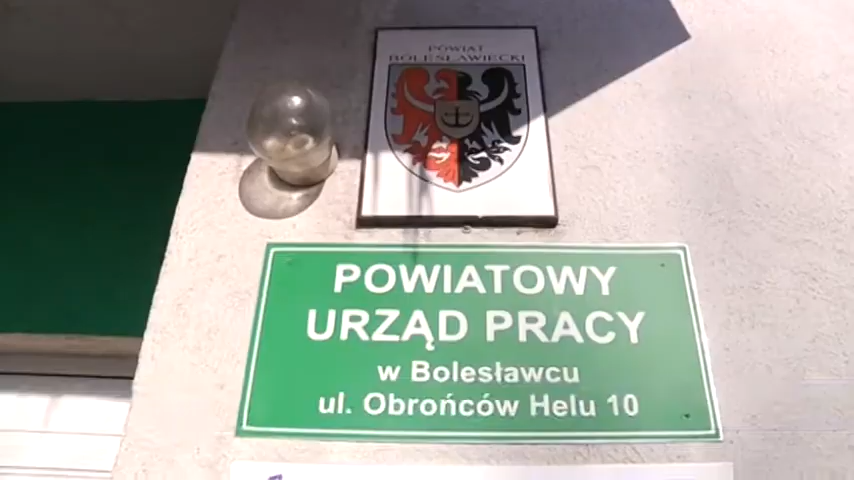 POWIAT
BOLESŁAWIECKI
POWIATOWY
URZĄD PRACY
w Bolesławcu
ul. Obrońców Helu 10